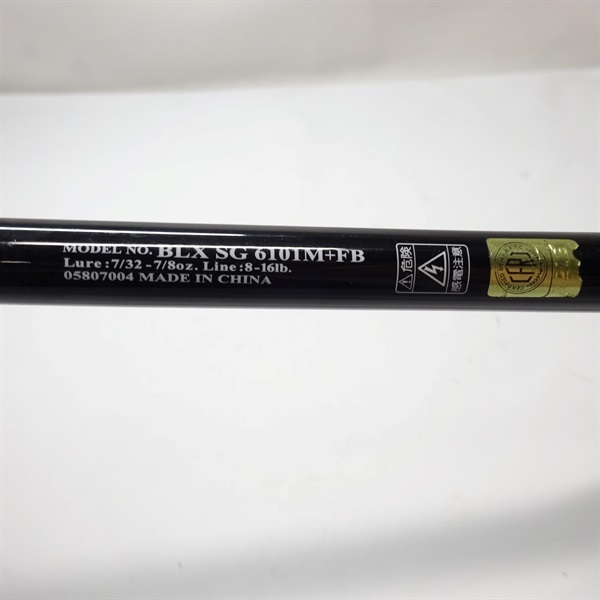 MODEL NO. BLX SG 6101M+FB
Lure:7/32-7/8oz. Line:8-16lb.
05807004 MADE IN CHINA
危険
感電注意